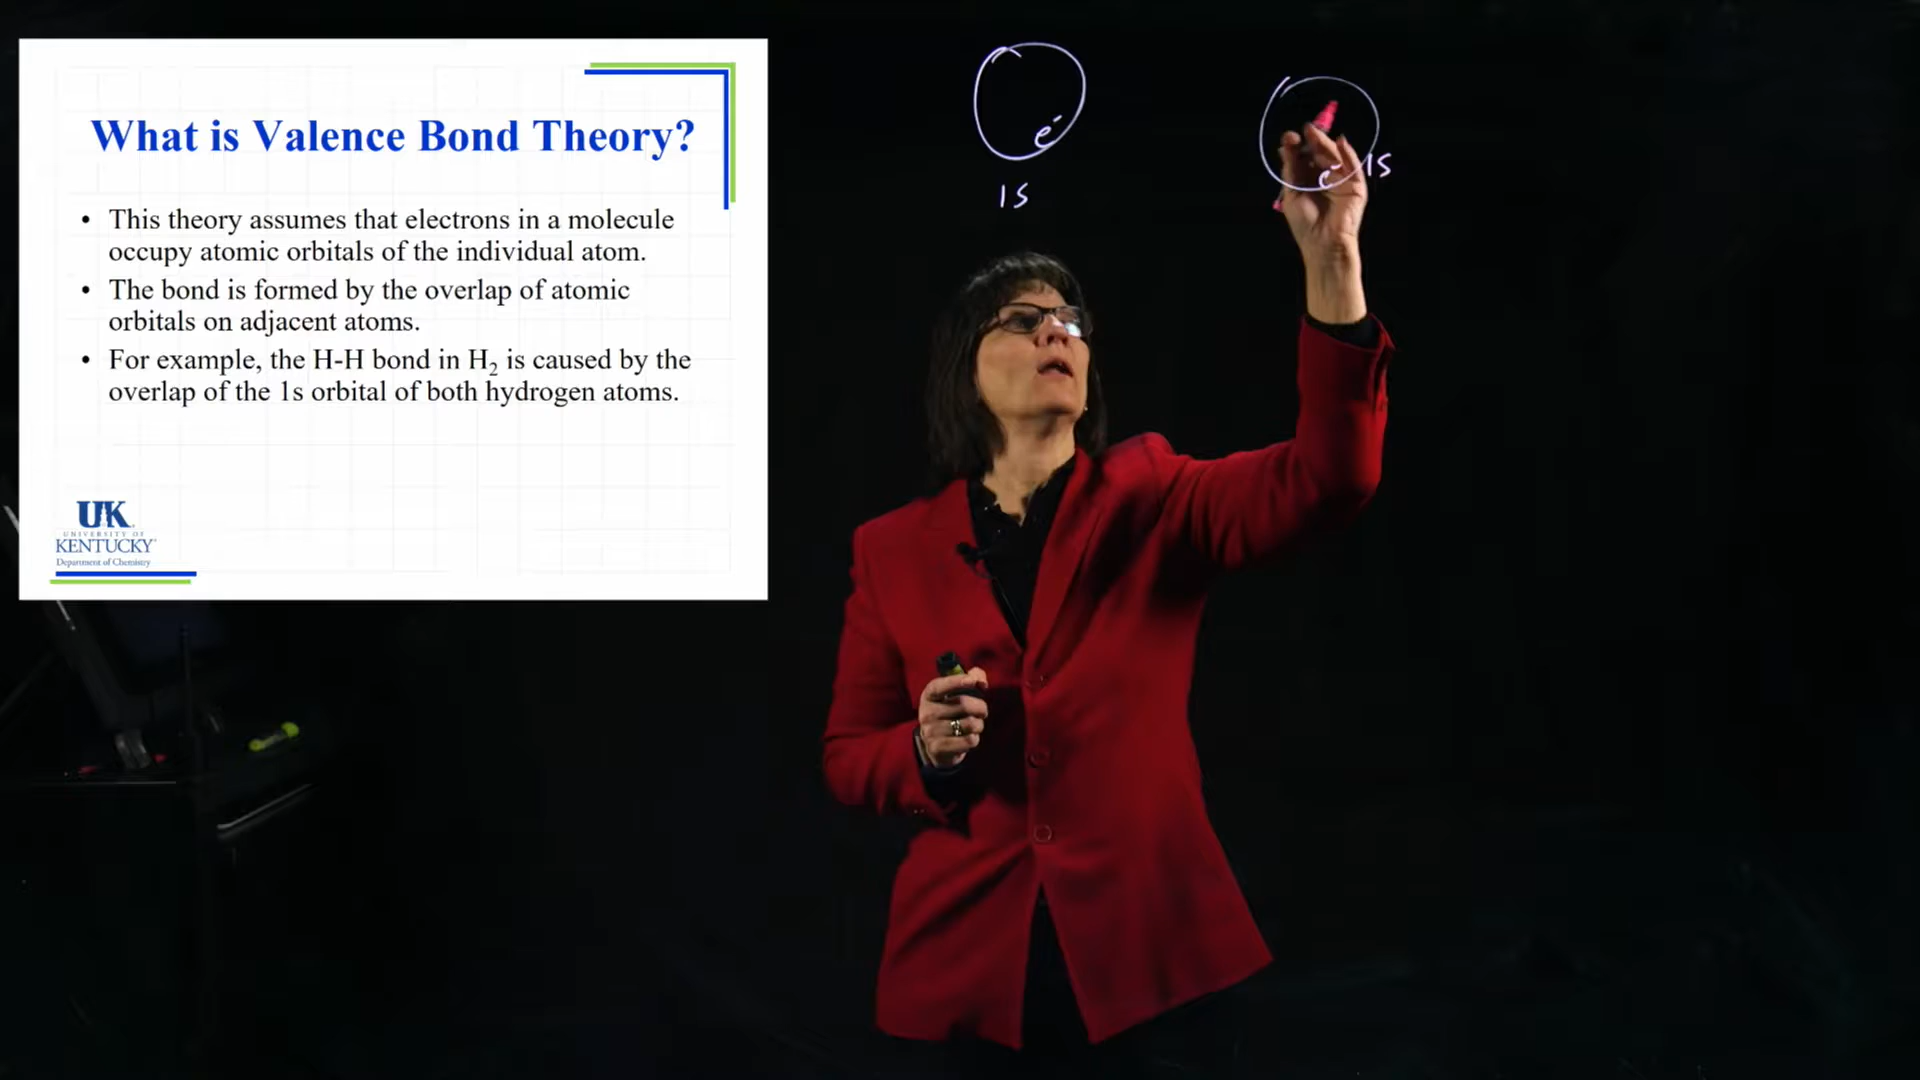 What is Valence Bond Theory?
• This theory assumes that electrons in a molecule
occupy atomic orbitals of the individual atom.
• The bond is formed by the overlap of atomic
orbitals on adjacent atoms.
• For example, the H-H bond in H₂ is caused by the
overlap of the 1s orbital of both hydrogen atoms.
UK
UNIVERSITY OF
KENTUCKY
Department of Chemistry
e⁻
1s
e⁻
1s